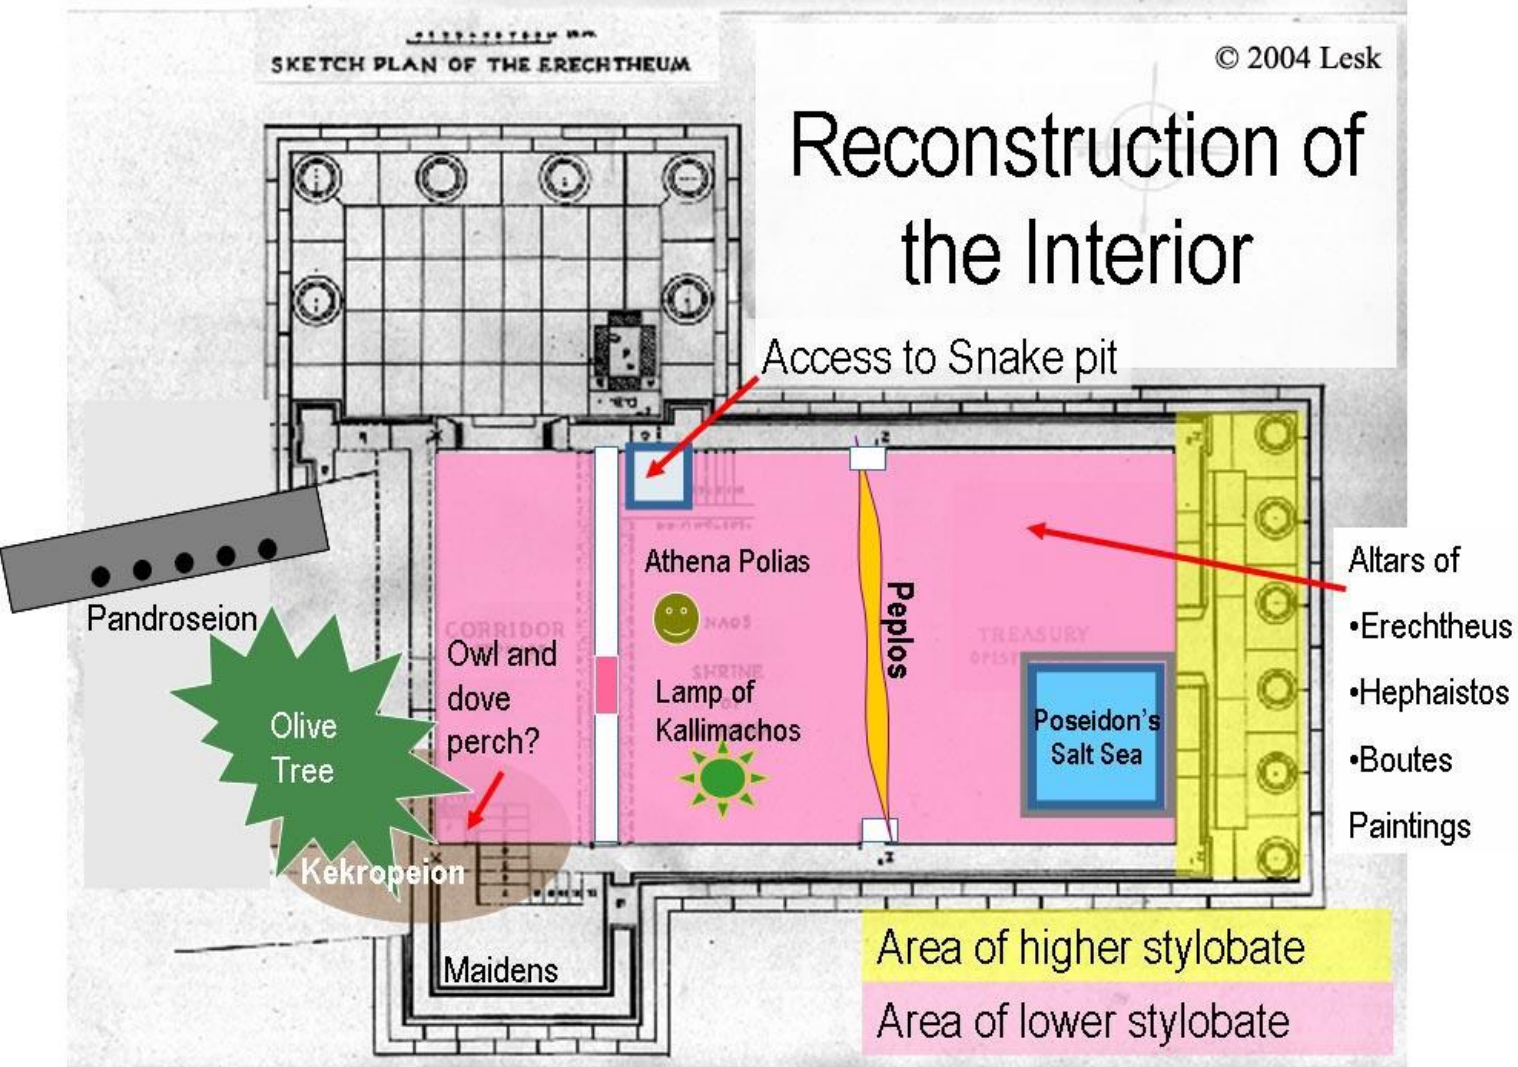 SKETCH PLAN OF THE ERECHTHEUM
© 2004 Lesk
Reconstruction of
the Interior
Access to Snake pit
Athena Polias
Pandroseion
CORRIDOR
NAOS
Peplos
Altars of
•Erechtheus
•Hephaistos
•Boutes
Paintings
Owl and
dove
perch?
SHRINE
TREASURY
Lamp of
Kallimachos
Olive
Tree
Poseidon's
Salt Sea
Kekropeion
Maidens
Area of higher stylobate
Area of lower stylobate